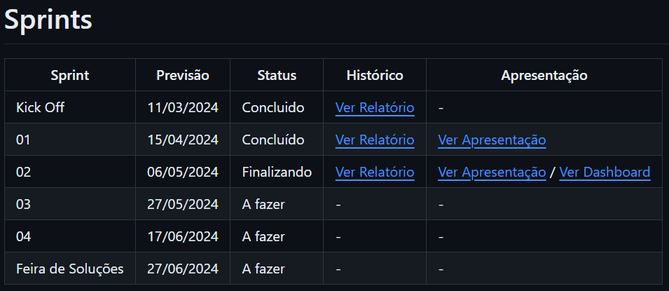 Sprints
Sprint Previsão Status Histórico Apresentação
Kick Off 11/03/2024 Concluido Ver Relatório -
01 15/04/2024 Concluído Ver Relatório Ver Apresentação
02 06/05/2024 Finalizando Ver Relatório Ver Apresentação / Ver Dashboard
03 27/05/2024 A fazer - -
04 17/06/2024 A fazer - -
Feira de Soluções 27/06/2024 A fazer - -